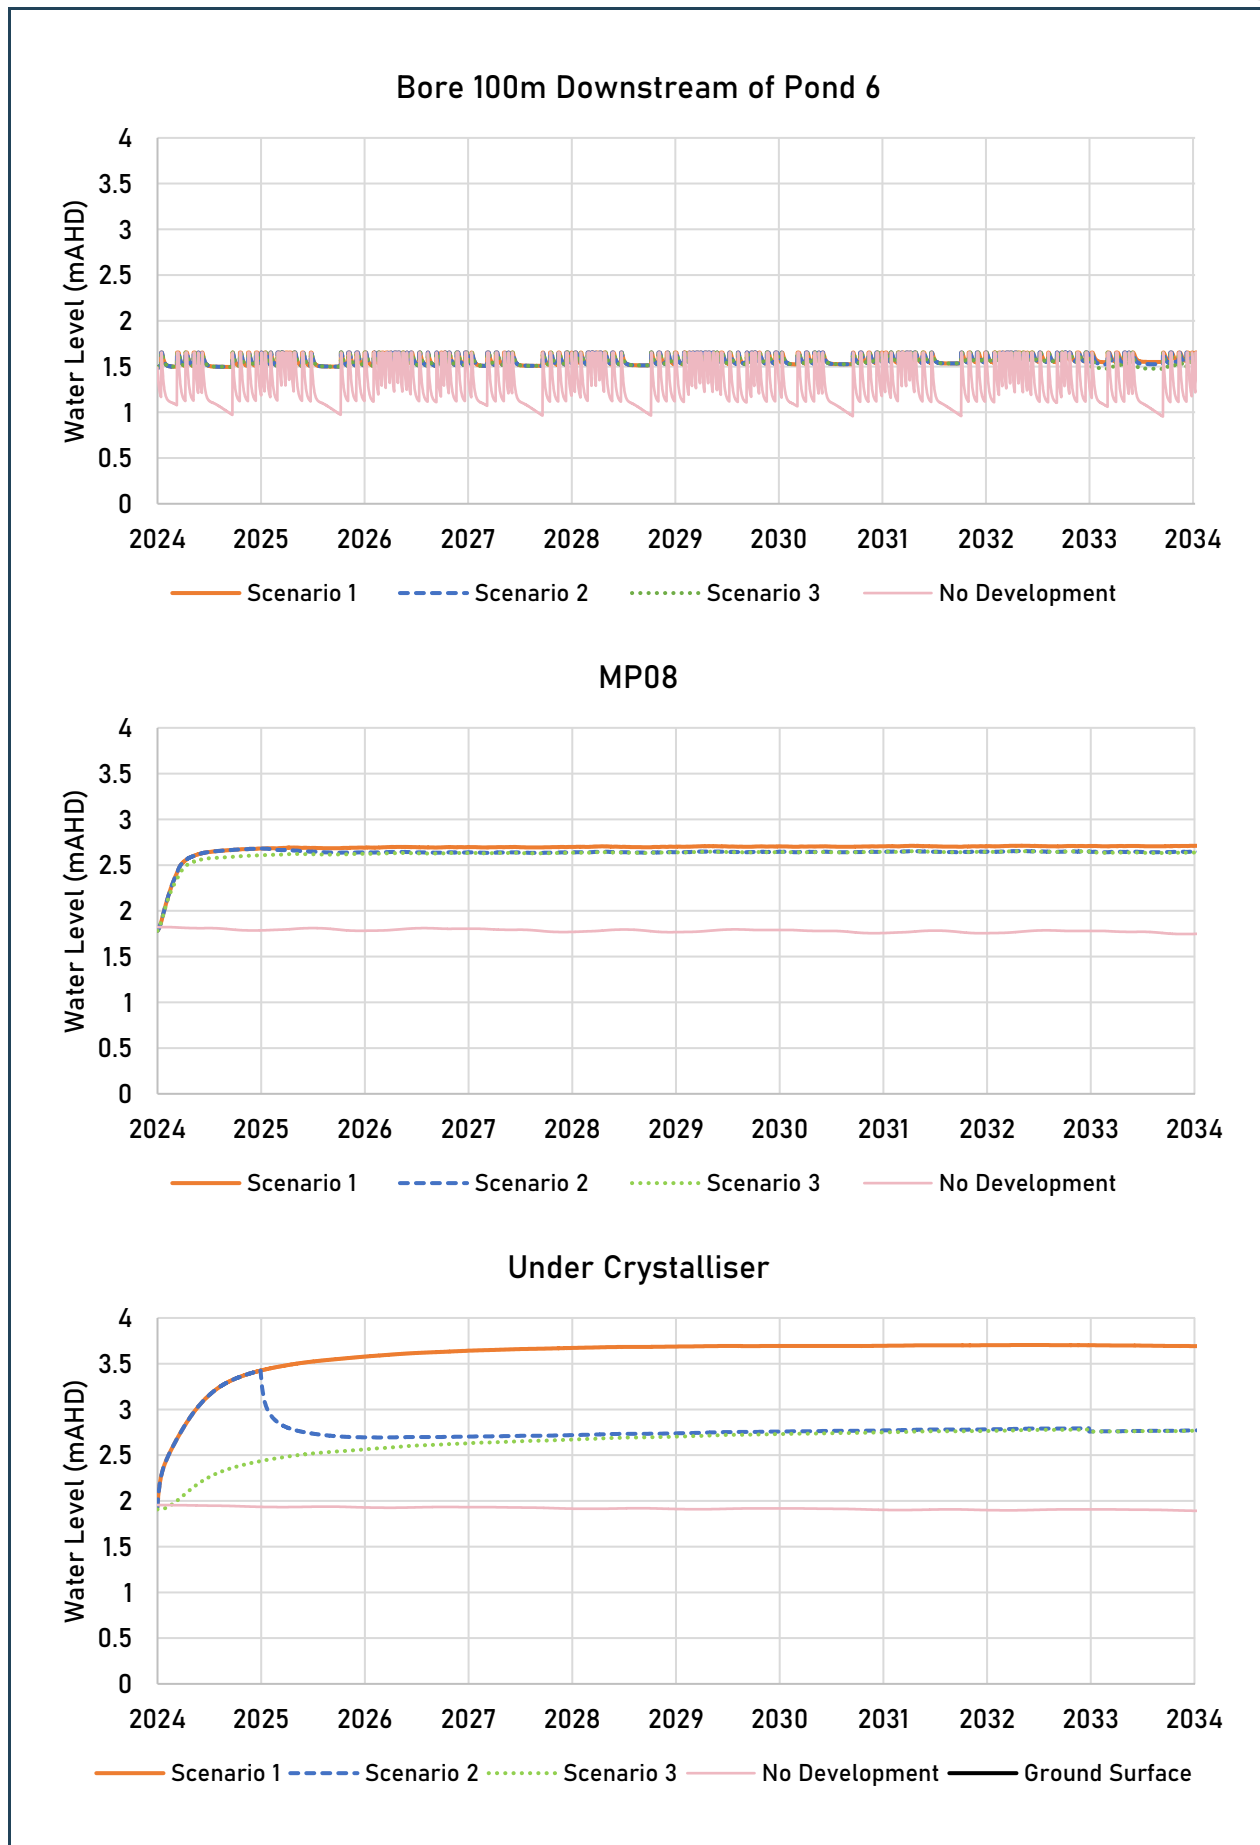 Bore 100m Downstream of Pond 6
Water Level (mAHD)
4
3.5
3
2.5
2
1.5
1
0.5
0
2024 2025 2026 2027 2028 2029 2030 2031 2032 2033 2034
Scenario 1 Scenario 2 Scenario 3 No Development
MP08
Water Level (mAHD)
4
3.5
3
2.5
2
1.5
1
0.5
0
2024 2025 2026 2027 2028 2029 2030 2031 2032 2033 2034
Scenario 1 Scenario 2 Scenario 3 No Development
Under Crystalliser
Water Level (mAHD)
4
3.5
3
2.5
2
1.5
1
0.5
0
2024 2025 2026 2027 2028 2029 2030 2031 2032 2033 2034
Scenario 1 Scenario 2 Scenario 3 No Development Ground Surface